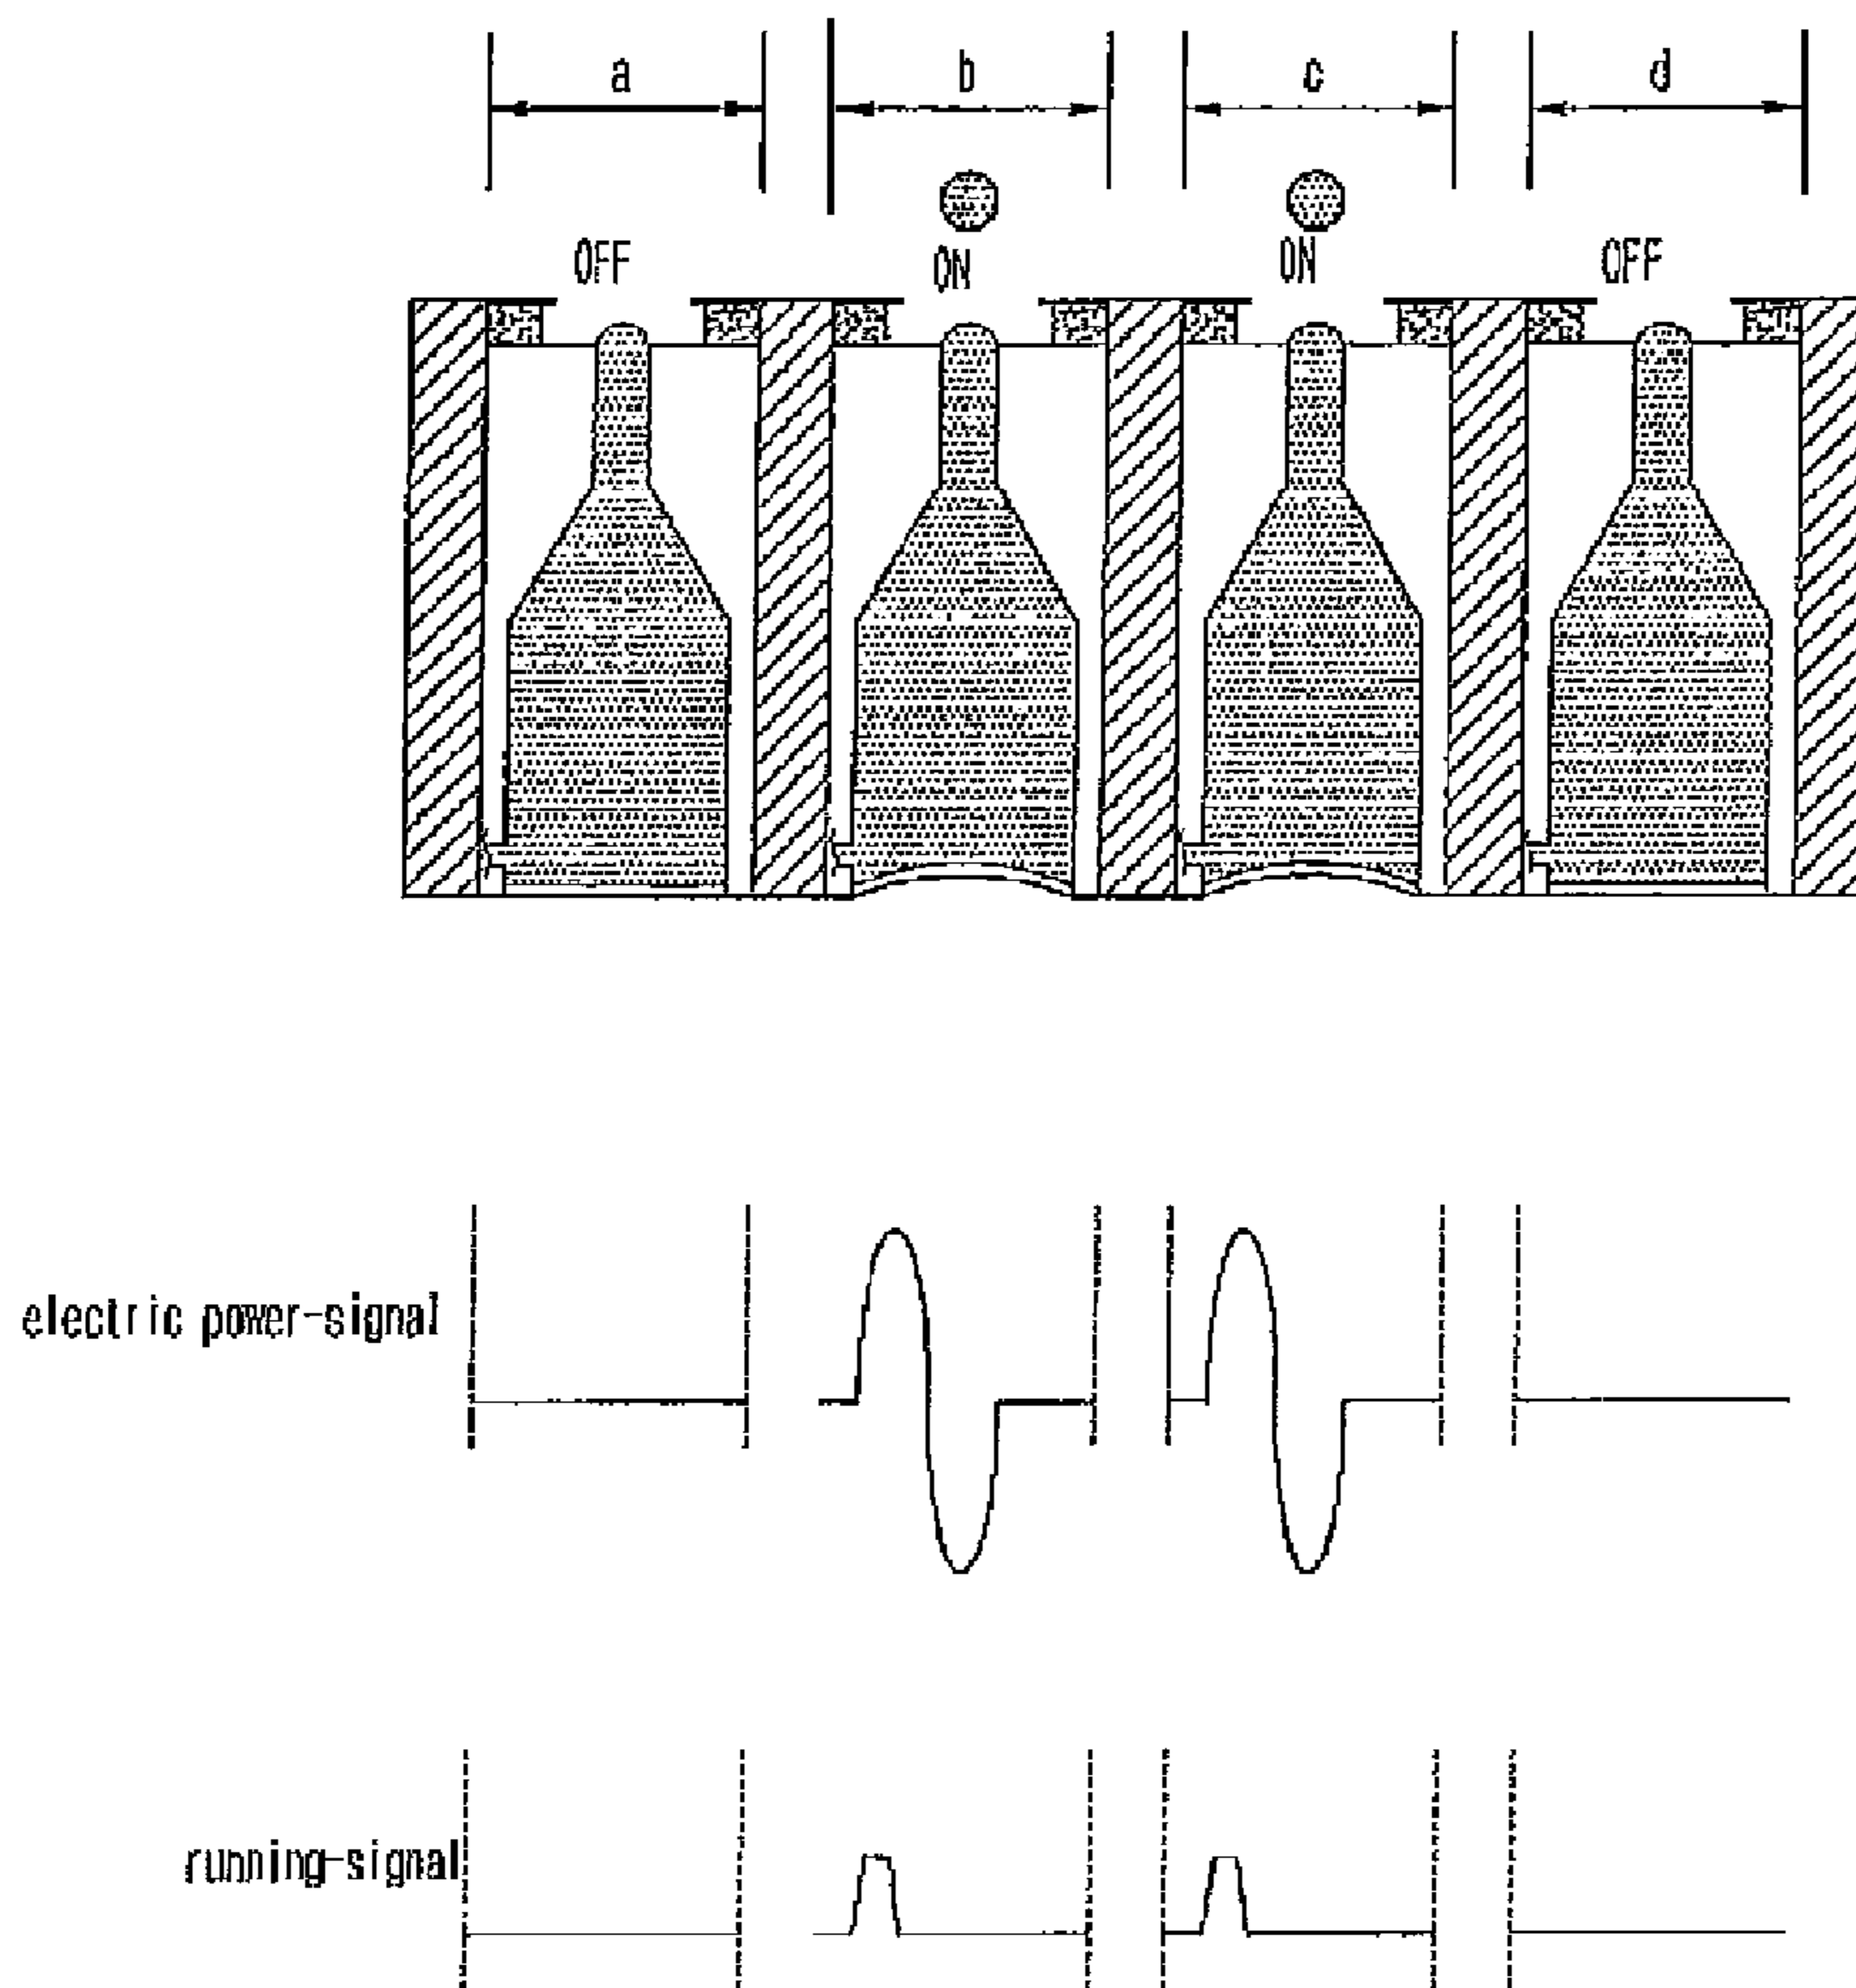 a b c d
OFF ON ON OFF
electric power-signal
running-signal